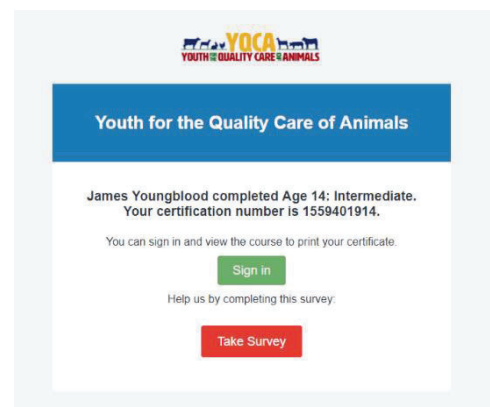 YQCA
YOUTH FOR THE QUALITY CARE OF ANIMALS
Youth for the Quality Care of Animals
James Youngblood completed Age 14: Intermediate.
Your certification number is 1559401914.
You can sign in and view the course to print your certificate.
Sign in
Help us by completing this survey:
Take Survey